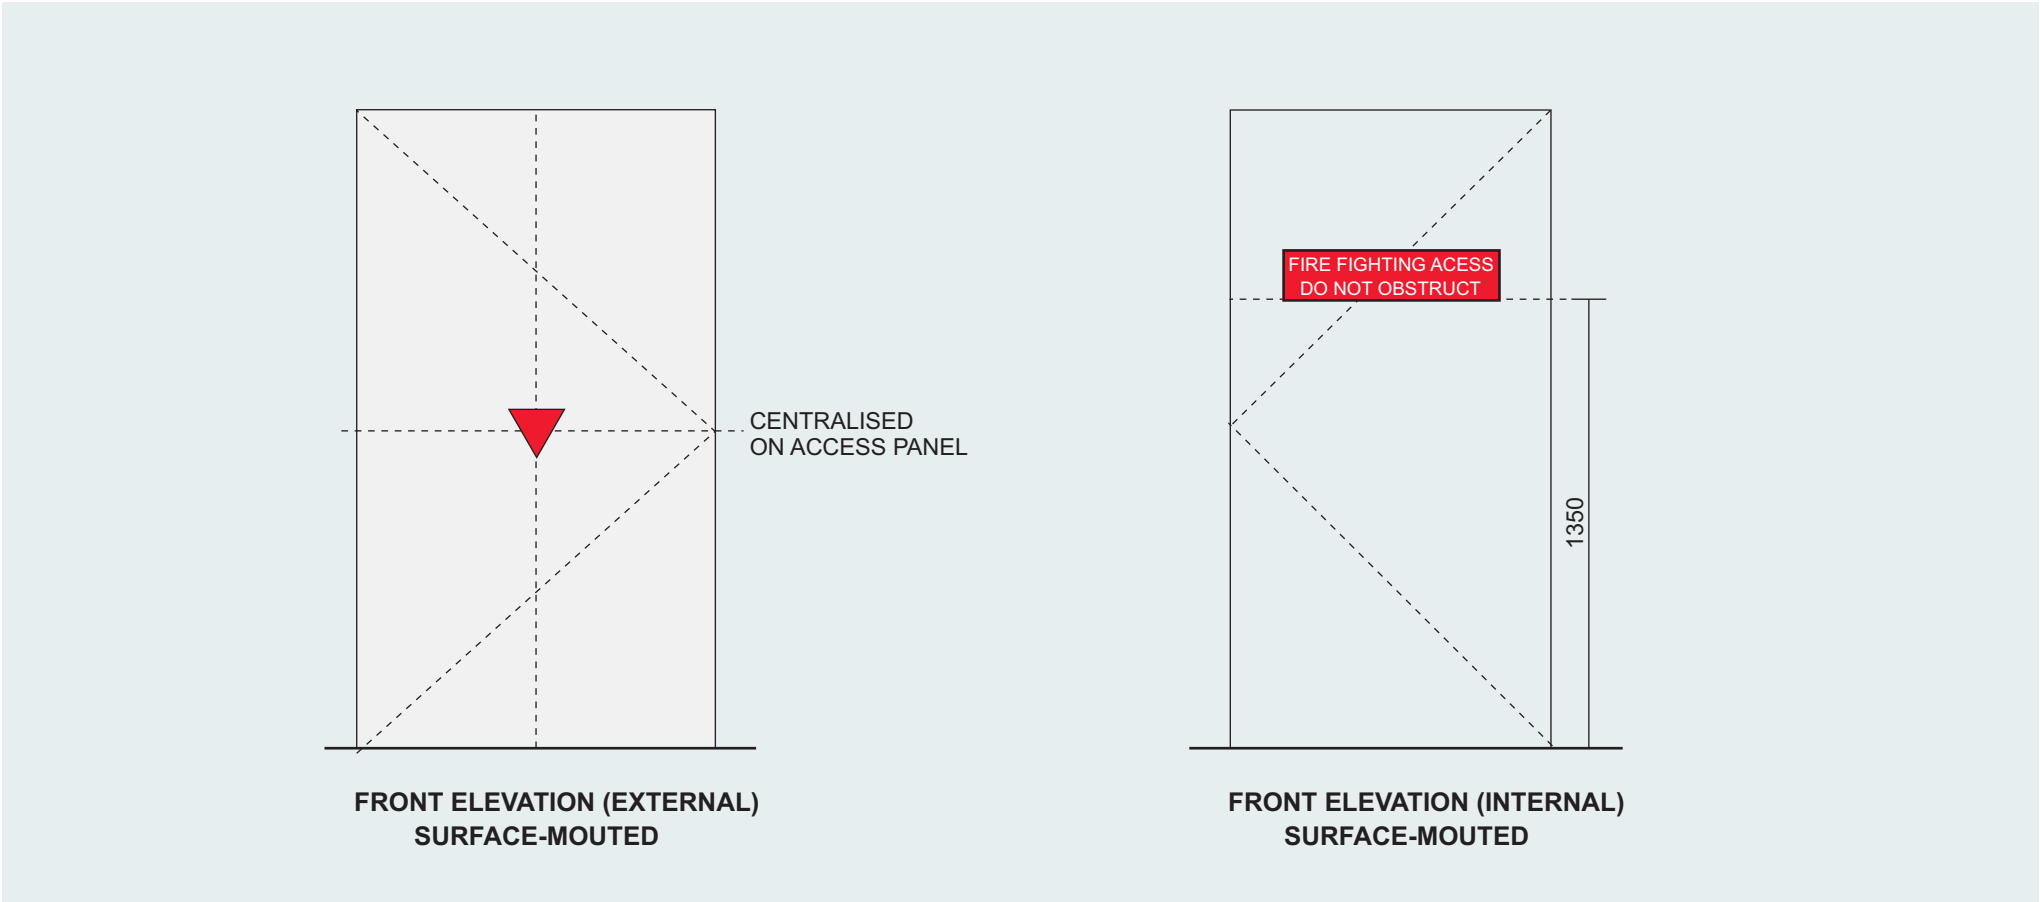 CENTRALISED
ON ACCESS PANEL
FRONT ELEVATION (EXTERNAL)
SURFACE-MOUTED
FIRE FIGHTING ACESS
DO NOT OBSTRUCT
1350
FRONT ELEVATION (INTERNAL)
SURFACE-MOUTED